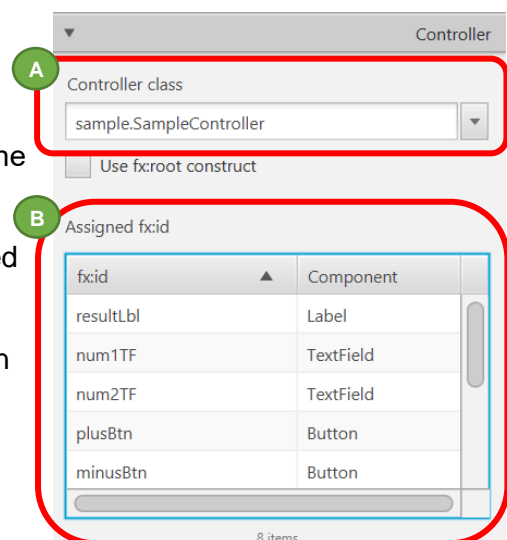 Controller
A
Controller class
sample.SampleController
Use fx:root construct
B
Assigned fx:id
fx:id Component
resultLbl Label
num1TF TextField
num2TF TextField
plusBtn Button
minusBtn Button
8 items